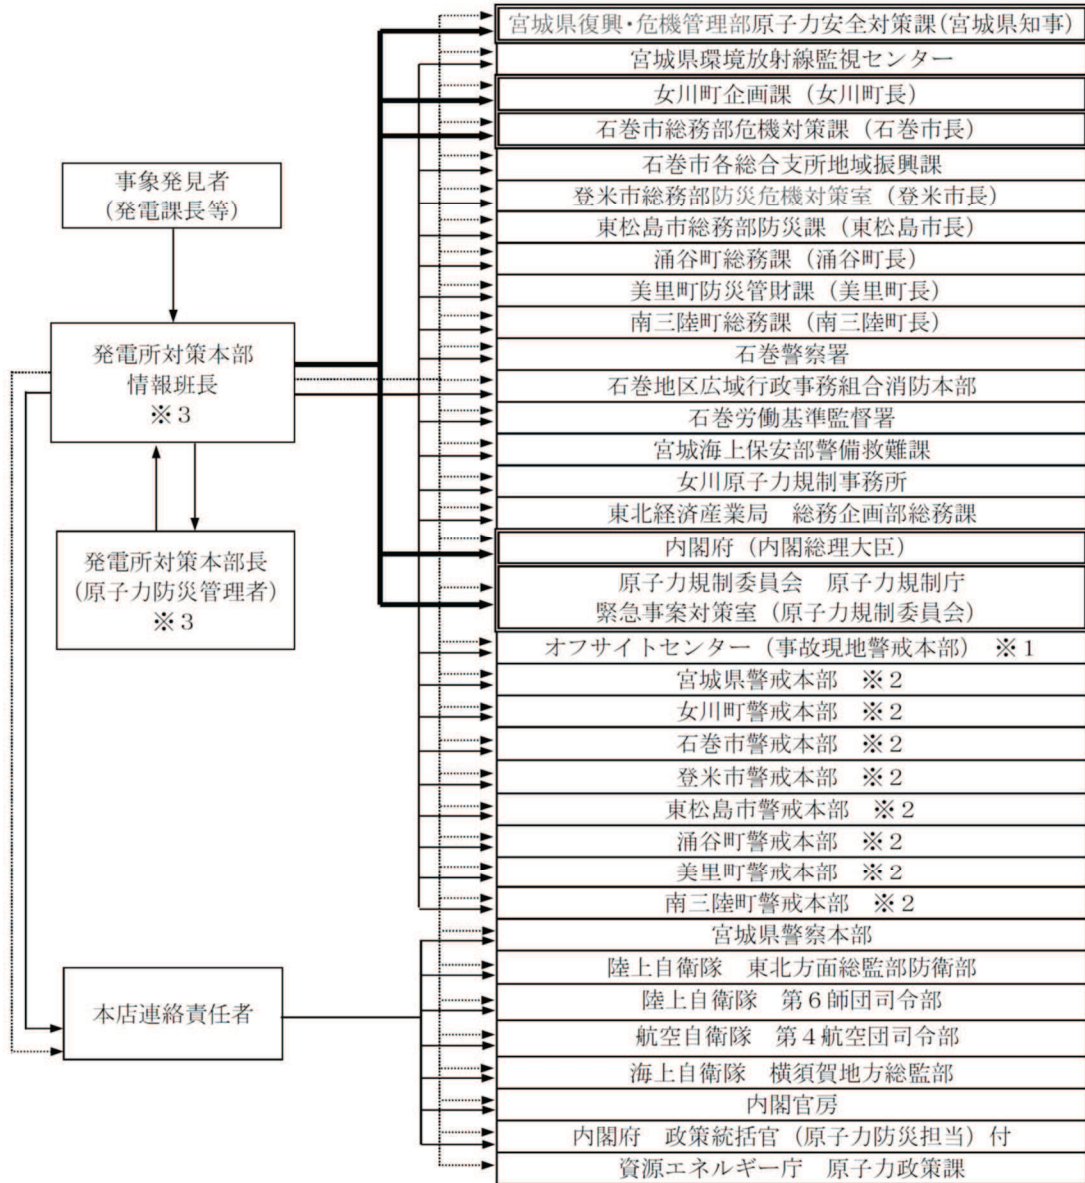 宮城県復興・危機管理部原子力安全対策課(宮城県知事)
宮城県環境放射線監視センター
女川町企画課（女川町長）
石巻市総務部危機対策課（石巻市長）
石巻市各総合支所地域振興課
登米市総務部防災危機対策室（登米市長）
東松島市総務部防災課（東松島市長）
涌谷町総務課（涌谷町長）
美里町防災管財課（美里町長）
南三陸町総務課（南三陸町長）
石巻警察署
石巻地区広域行政事務組合消防本部
石巻労働基準監督署
宮城海上保安部警備救難課
女川原子力規制事務所
東北経済産業局　総務企画部総務課
内閣府（内閣総理大臣）
原子力規制委員会　原子力規制庁
緊急事案対策室（原子力規制委員会）
オフサイトセンター（事故現地警戒本部）　※１
宮城県警戒本部　※２
女川町警戒本部　※２
石巻市警戒本部　※２
登米市警戒本部　※２
東松島市警戒本部　※２
涌谷町警戒本部　※２
美里町警戒本部　※２
南三陸町警戒本部　※２
宮城県警察本部
陸上自衛隊　東北方面総監部防衛部
陸上自衛隊　第６師団司令部
航空自衛隊　第４航空団司令部
海上自衛隊　横須賀地方総監部
内閣官房
内閣府　政策統括官（原子力防災担当）付
資源エネルギー庁　原子力政策課
事象発見者
(発電課長等)
発電所対策本部
情報班長
※３
発電所対策本部長
(原子力防災管理者)
※３
本店連絡責任者